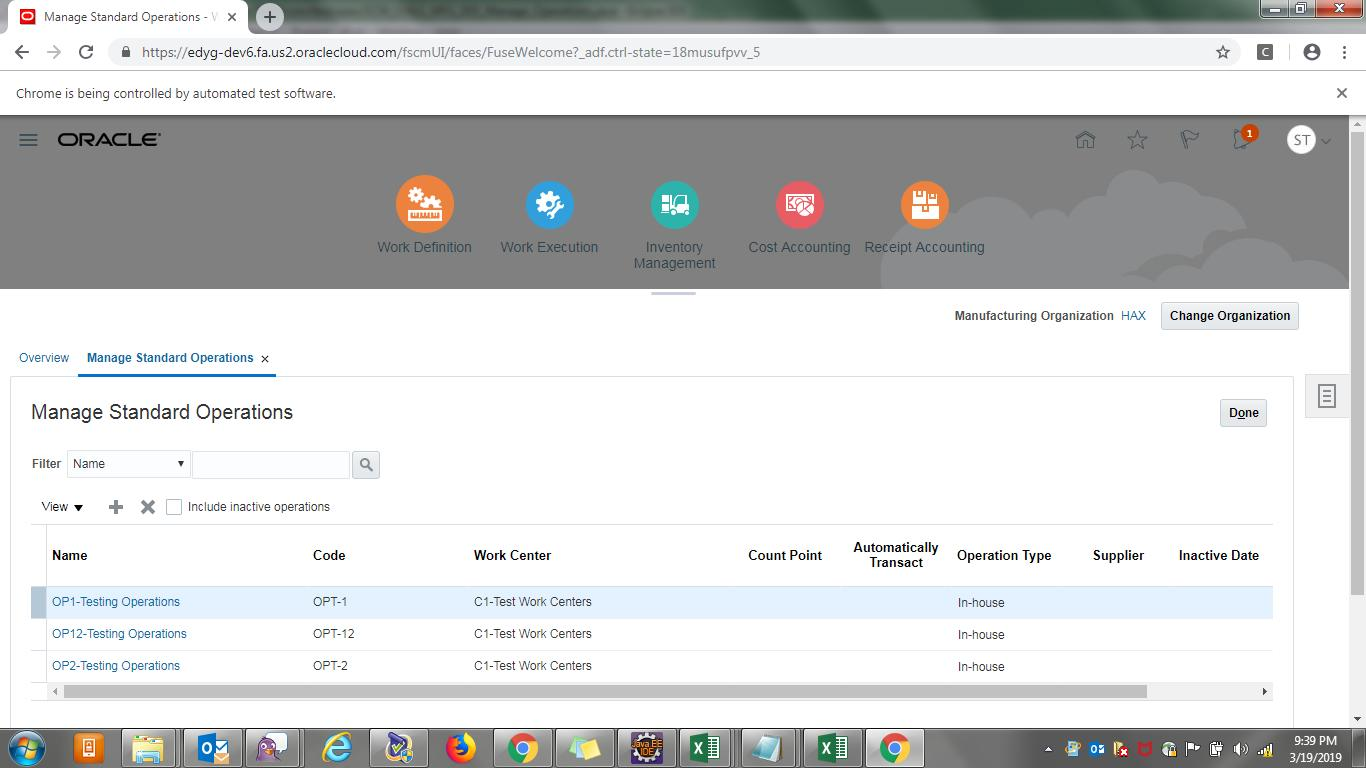 Manage Standard Operations - W
https://edyg-dev6.fa.us2.oraclecloud.com/fscmUI/faces/FuseWelcome?_adf.ctrl-state=18musufpvv_5
C
Chrome is being controlled by automated test software.
ORACLE
1
ST
Work Definition
Work Execution
Inventory Management
Cost Accounting
Receipt Accounting
Manufacturing Organization HAX Change Organization
Overview Manage Standard Operations
Manage Standard Operations
Done
Filter Name
View Include inactive operations
Name Code Work Center Count Point Automatically Transact Operation Type Supplier Inactive Date
OP1-Testing Operations OPT-1 C1-Test Work Centers In-house
OP12-Testing Operations OPT-12 C1-Test Work Centers In-house
OP2-Testing Operations OPT-2 C1-Test Work Centers In-house
Java EE IDE
9:39 PM
3/19/2019